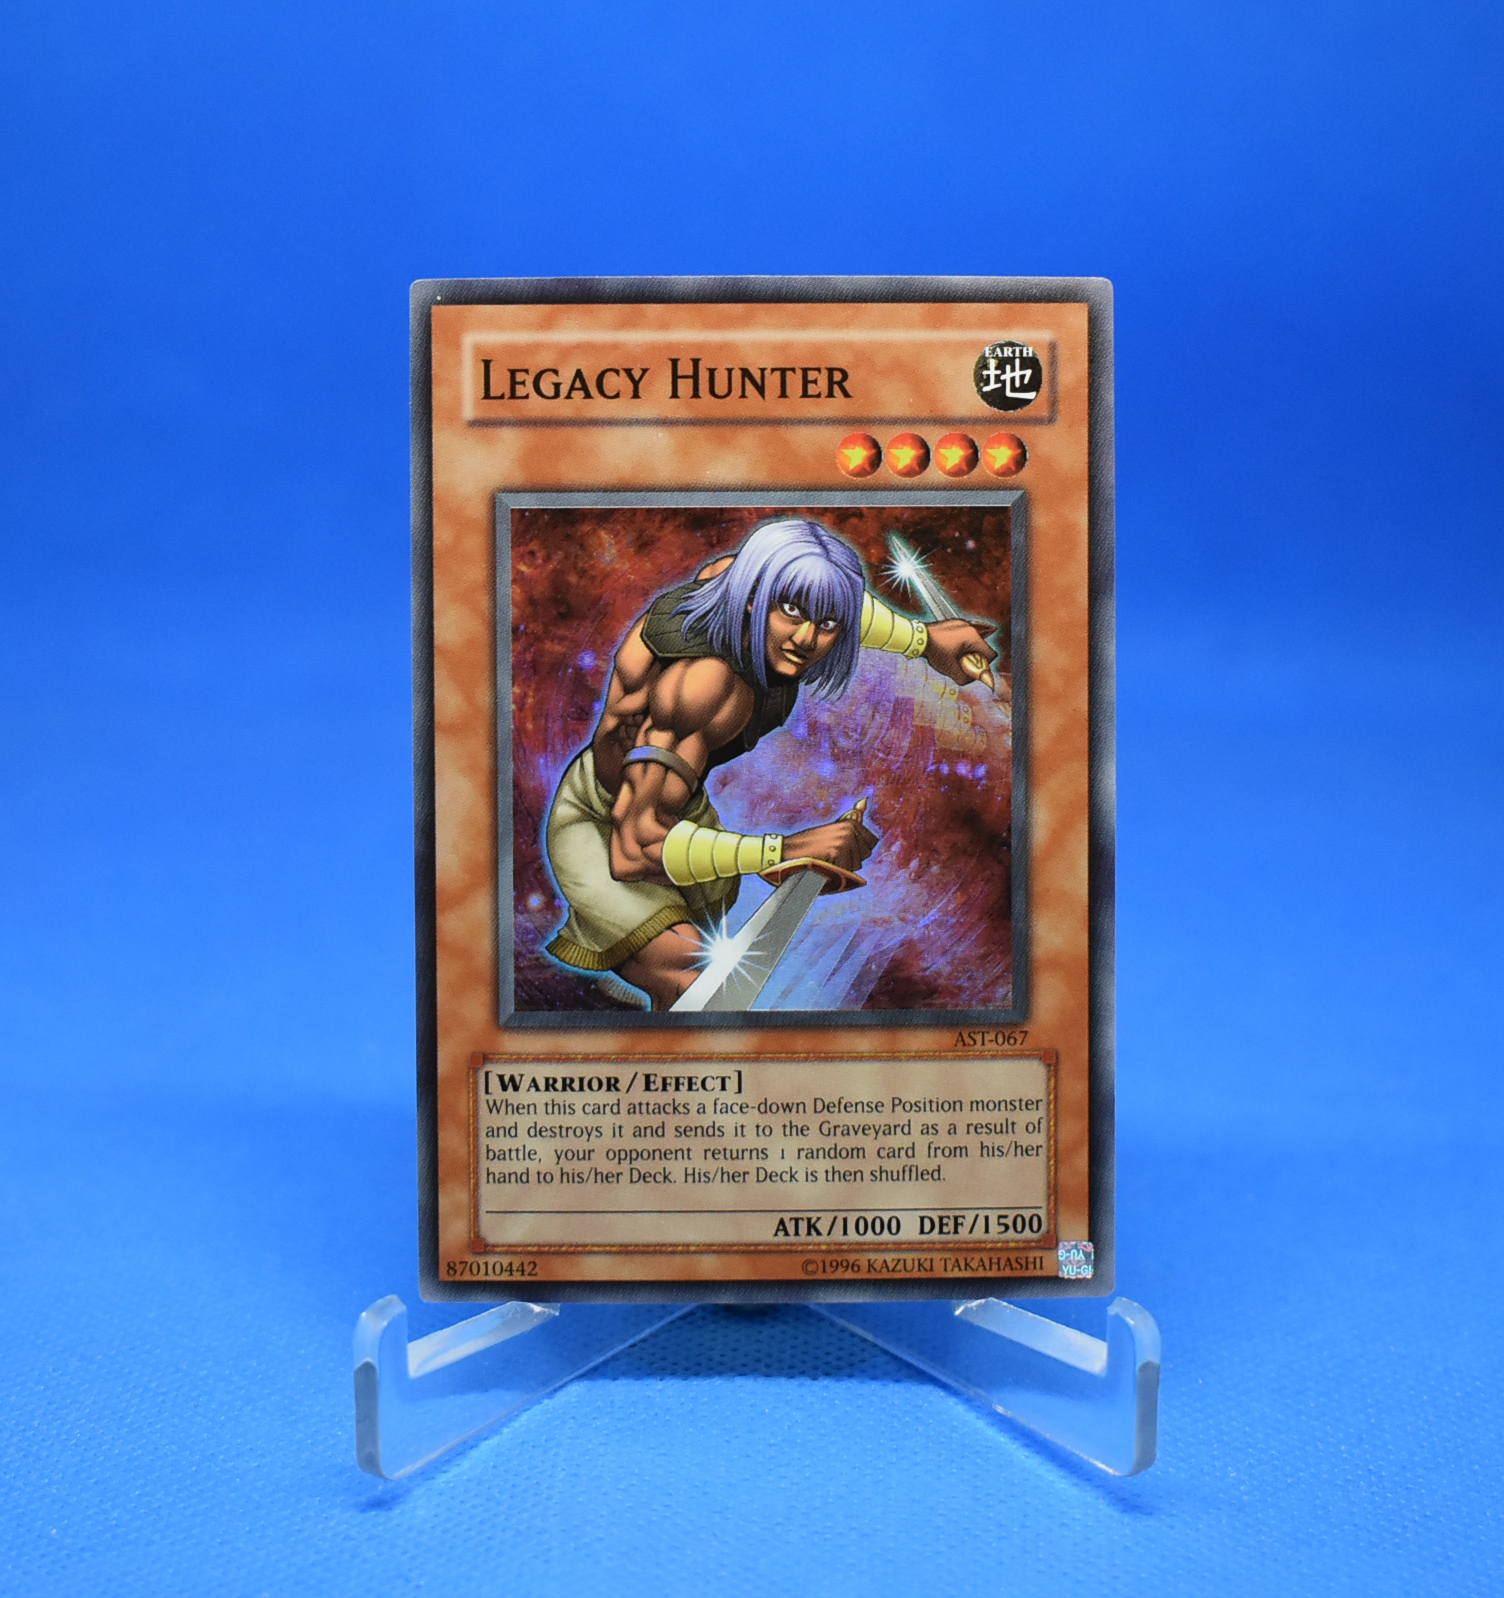 LEGACY HUNTER
EARTH
地
AST-067
[WARRIOR/EFFECT]
When this card attacks a face-down Defense Position monster
and destroys it and sends it to the Graveyard as a result of
battle, your opponent returns 1 random card from his/her
hand to his/her Deck. His/her Deck is then shuffled.
ATK/1000 DEF/1500
87010442
©1996 KAZUKI TAKAHASHI
YU-G
YU-GI